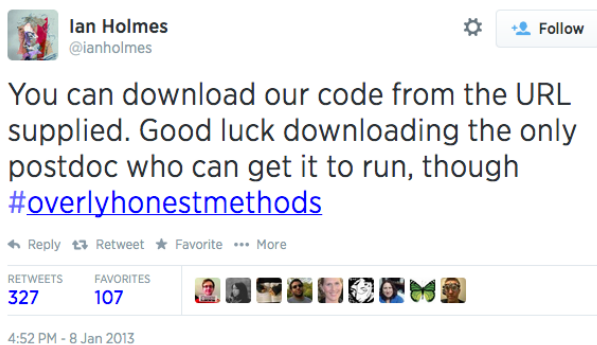 Ian Holmes
@ianholmes
Follow
You can download our code from the URL
supplied. Good luck downloading the only
postdoc who can get it to run, though
#overlyhonestmethods
Reply Retweet Favorite ••• More
RETWEETS FAVORITES
327 107
4:52 PM - 8 Jan 2013